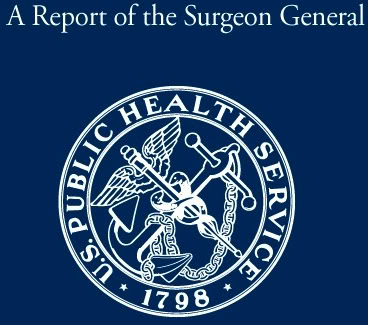 A Report of the Surgeon General
U.S. PUBLIC HEALTH SERVICE
1798